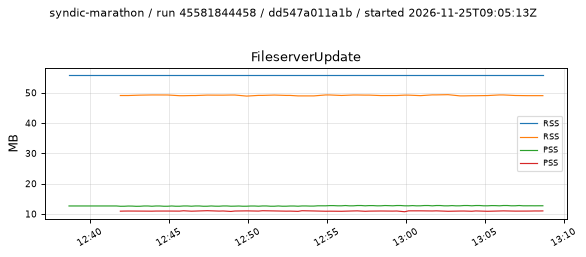 syndic-marathon / run 45581844458 / dd547a011a1b / started 2026-11-25T09:05:13Z
FileserverUpdate
MB
50
40
30
20
10
RSS
RSS
PSS
PSS
12:40
12:45
12:50
12:55
13:00
13:05
13:10